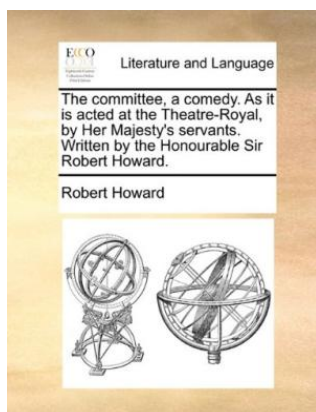 ECCO
Literature and Language
The committee, a comedy. As it
is acted at the Theatre-Royal,
by Her Majesty's servants.
Written by the Honourable Sir
Robert Howard.
Robert Howard